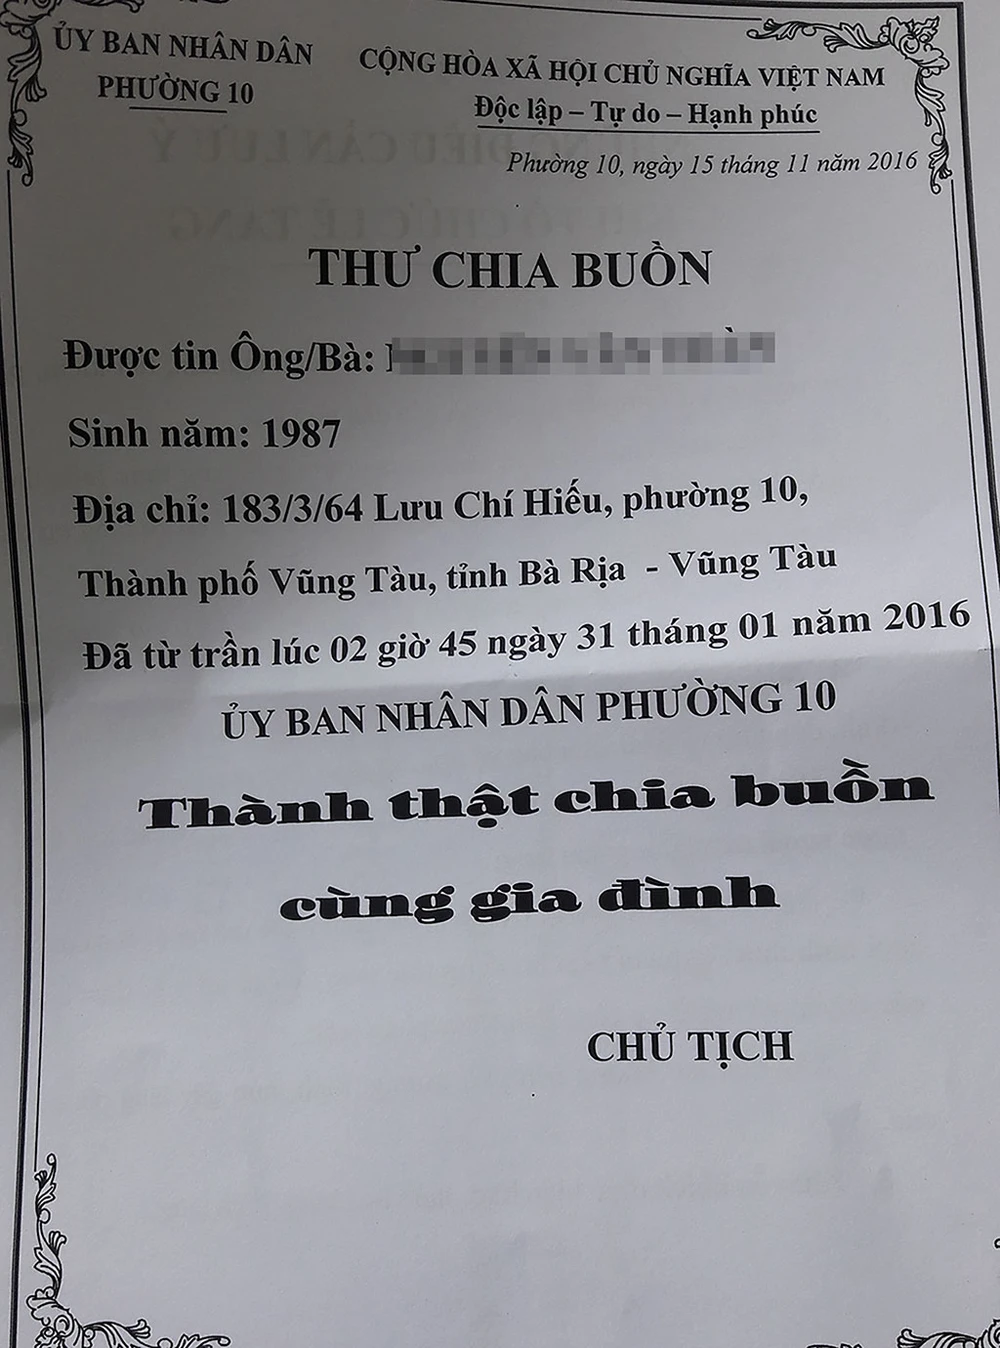 ỦY BAN NHÂN DÂN
PHƯỜNG 10
CỘNG HÒA XÃ HỘI CHỦ NGHĨA VIỆT NAM
Độc lập – Tự do – Hạnh phúc
Phường 10, ngày 15 tháng 11 năm 2016
THƯ CHIA BUỒN
Được tin Ông/Bà:
Sinh năm: 1987
Địa chỉ: 183/3/64 Lưu Chí Hiếu, phường 10,
Thành phố Vũng Tàu, tỉnh Bà Rịa - Vũng Tàu
Đã từ trần lúc 02 giờ 45 ngày 31 tháng 01 năm 2016
ỦY BAN NHÂN DÂN PHƯỜNG 10
Thành thật chia buồn
cùng gia đình
CHỦ TỊCH